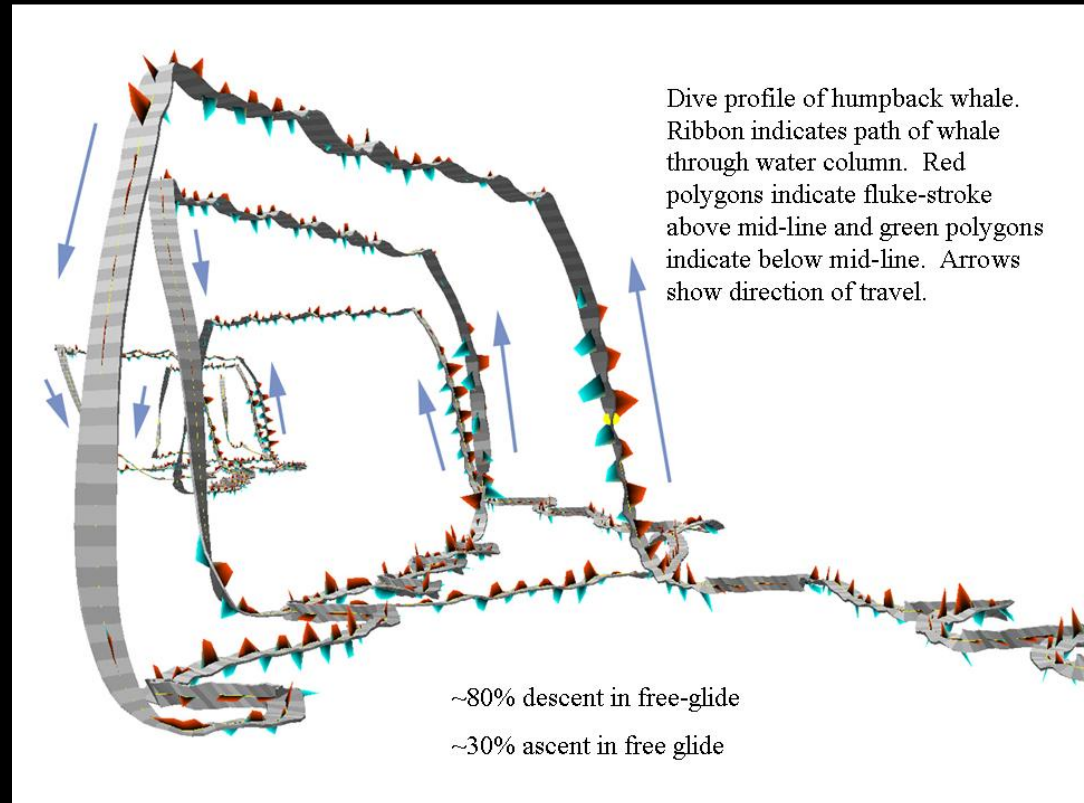 Dive profile of humpback whale.
Ribbon indicates path of whale
through water column.  Red
polygons indicate fluke-stroke
above mid-line and green polygons
indicate below mid-line.  Arrows
show direction of travel.
~80% descent in free-glide
~30% ascent in free glide